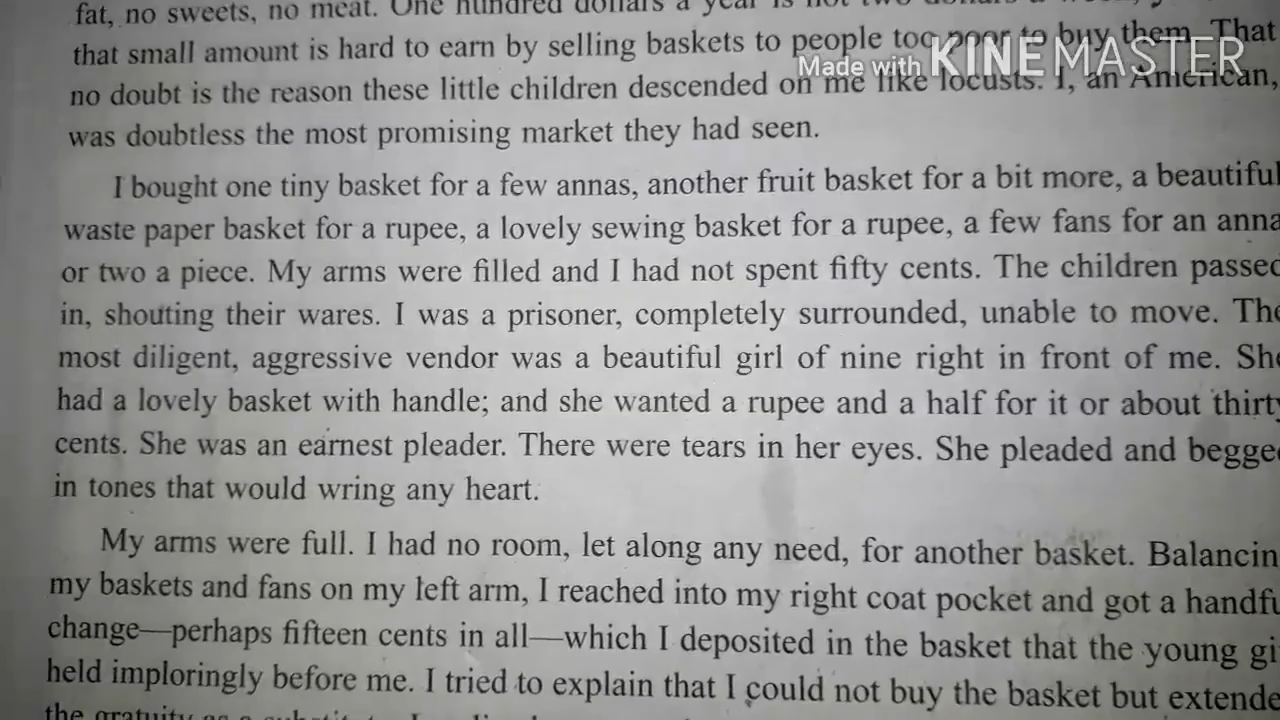 fat, no sweets, no meat. One hundred dollars a year is not two dollars a
that small amount is hard to earn by selling baskets to people too poor to buy them. That
Made with KINEMASTER
no doubt is the reason these little children descended on me like locusts. I, an American,
was doubtless the most promising market they had seen.
I bought one tiny basket for a few annas, another fruit basket for a bit more, a beautiful
waste paper basket for a rupee, a lovely sewing basket for a rupee, a few fans for an anna
or two a piece. My arms were filled and I had not spent fifty cents. The children passed
in, shouting their wares. I was a prisoner, completely surrounded, unable to move. The
most diligent, aggressive vendor was a beautiful girl of nine right in front of me. She
had a lovely basket with handle; and she wanted a rupee and a half for it or about thirty
cents. She was an earnest pleader. There were tears in her eyes. She pleaded and begge
in tones that would wring any heart.
My arms were full. I had no room, let along any need, for another basket. Balancin
my baskets and fans on my left arm, I reached into my right coat pocket and got a handfu
change—perhaps fifteen cents in all—which I deposited in the basket that the young gi
held imploringly before me. I tried to explain that I could not buy the basket but extende
the gratuity as a